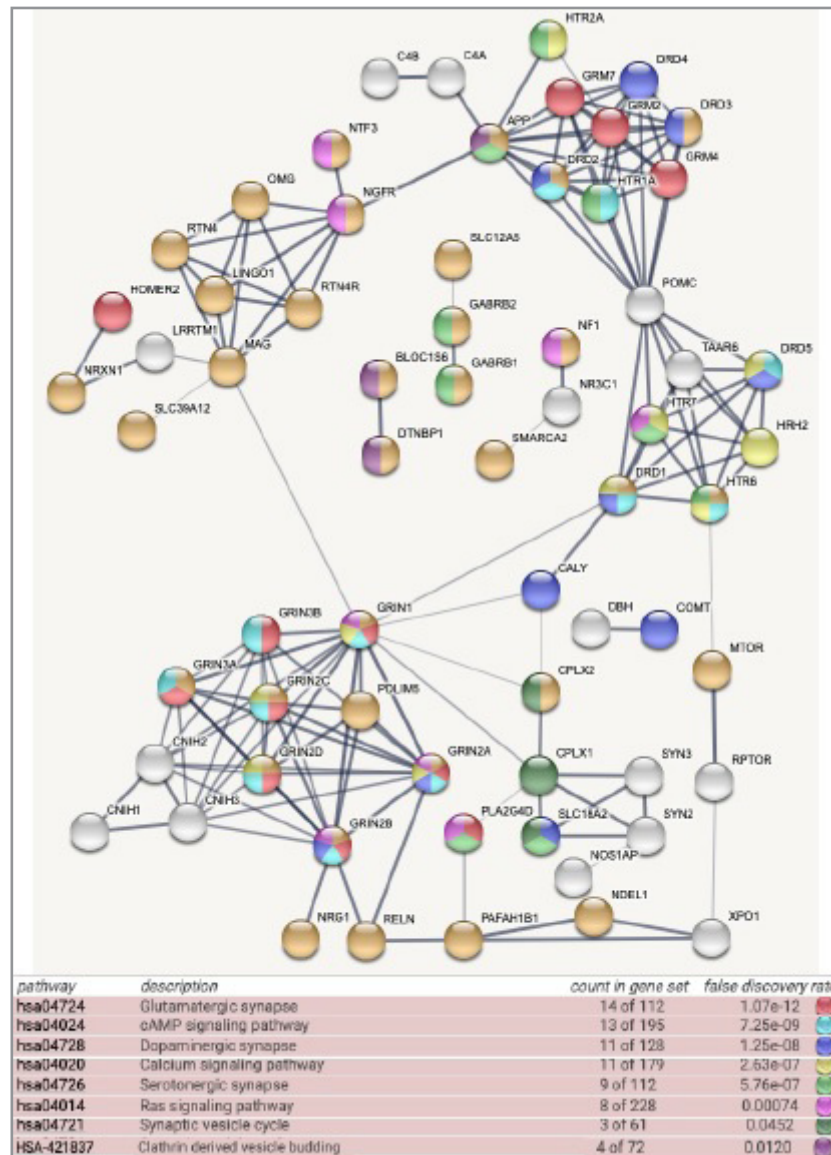 HTR2A
C4B
C4A
DRD4
GRM7
GRM2
DRD3
APP
NTF3
GRM4
DRD2
HTR1A
OMG
NGFR
RTN4
SLC12A5
LINGO1
RTN4R
HOMER2
POMC
LRRTM1
MAG
GABRB2
NF1
TAAR6
DRD5
NRXN1
BLOC1S6
GABRB1
NR3C1
HTR7
SLC39A12
HRH2
DTNBP1
SMARCA2
DRD1
HTR6
CALY
GRIN3B
GRIN1
DBH
COMT
GRIN3A
GRIN2C
PDLIM5
CPLX2
MTOR
CNIH2
GRIN2D
GRIN2A
CPLX1
SYN3
RPTOR
CNIH1
CNIH3
PLA2G4D
SLC18A2
SYN2
GRIN2B
NOS1AP
NRG1
RELN
PAFAH1B1
NDEL1
XPO1
pathway description count in gene set false discovery rate
hsa04724 Glutamatergic synapse 14 of 112 1.07e-12
hsa04024 cAMP signaling pathway 13 of 195 7.25e-09
hsa04728 Dopaminergic synapse 11 of 128 1.25e-08
hsa04020 Calcium signaling pathway 11 of 179 2.63e-07
hsa04726 Serotonergic synapse 9 of 112 5.76e-07
hsa04014 Ras signaling pathway 8 of 228 0.00074
hsa04721 Synaptic vesicle cycle 3 of 61 0.0452
HSA-421837 Clathrin derived vesicle budding 4 of 72 0.0120